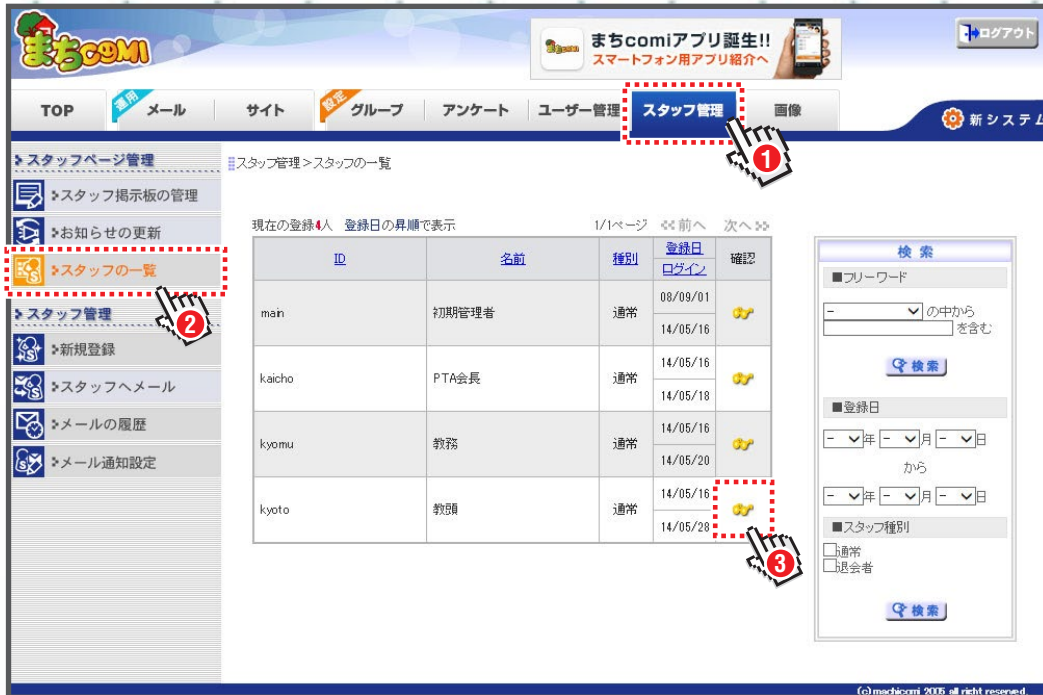 まちcomi
まちcomiアプリ誕生!!
スマートフォン用アプリ紹介へ
ログアウト
TOP
運用
メール
サイト
設定
グループ
アンケート
ユーザー管理
スタッフ管理
画像
新システム
1
スタッフページ管理
スタッフ掲示板の管理
お知らせの更新
スタッフの一覧
2
スタッフ管理
新規登録
スタッフへメール
メールの履歴
メール通知設定
スタッフ管理>スタッフの一覧
現在の登録4人 登録日の昇順で表示 1/1ページ 前へ 次へ
ID 名前 種別 登録日 ログイン 確認
main 初期管理者 通常 08/09/01
14/05/16
kaicho PTA会長 通常 14/05/16
14/05/18
kyomu 教務 通常 14/05/16
14/05/20
kyoto 教頭 通常 14/05/16
14/05/28
3
検索
■フリーワード
- の中から
を含む
検索
■登録日
- 年 - 月 - 日
から
- 年 - 月 - 日
■スタッフ種別
通常
退会者
検索
(c)machicomi 2005 all right reserved.